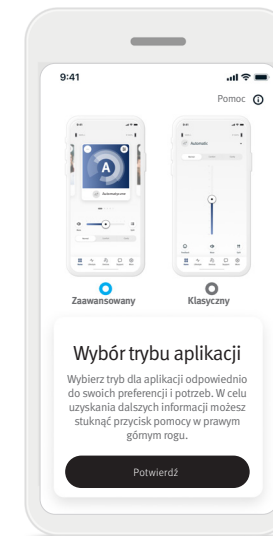 9:41
Pomoc
A
Automatic
Zaawansowany
Klasyczny
Wybór trybu aplikacji
Wybierz tryb dla aplikacji odpowiednio
do swoich preferencji i potrzeb. W celu
uzyskania dalszych informacji możesz
stuknąć przycisk pomocy w prawym
górnym rogu.
Potwierdź